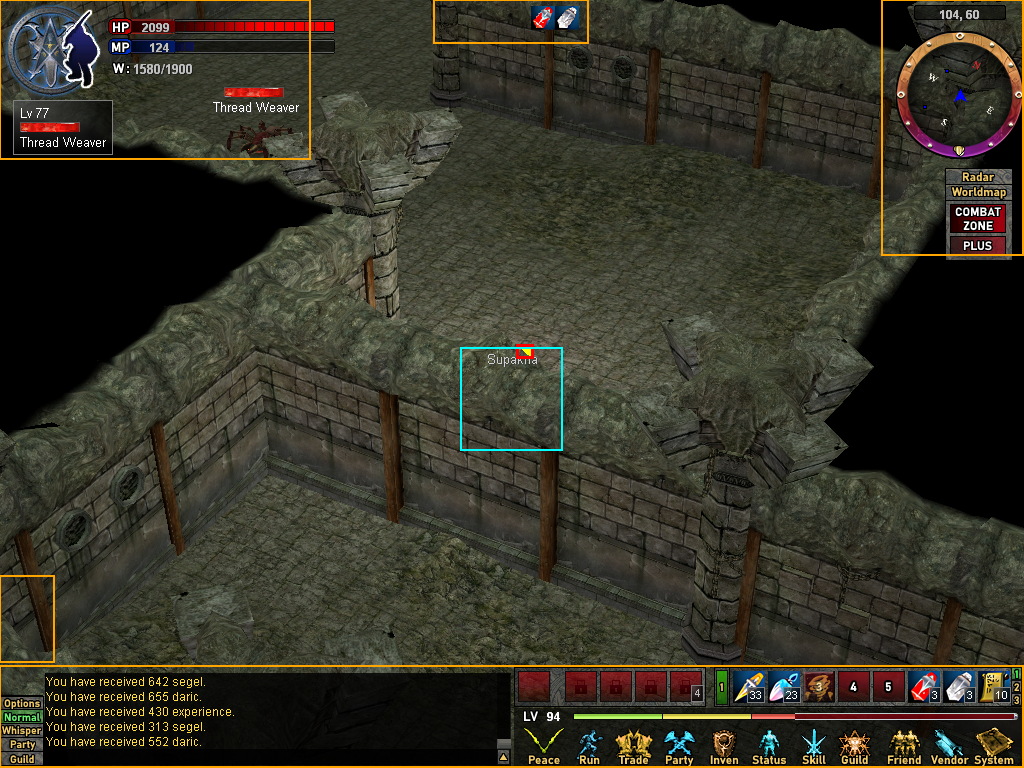 HP 2099
MP 124
W: 1580/1900
Thread Weaver
Lv 77
Thread Weaver
104, 60
N
W
E
S
Radar
Worldmap
COMBAT
ZONE
PLUS
Supakna
You have received 642 segel.
You have received 655 daric.
You have received 430 experience.
You have received 313 segel.
You have received 552 daric.
Options
Normal
Whisper
Party
Guild
4
1
33
23
3
4
5
3
3
10
1
2
3
LV 94
Peace Run Trade Party Inven Status Skill Guild Friend Vendor System